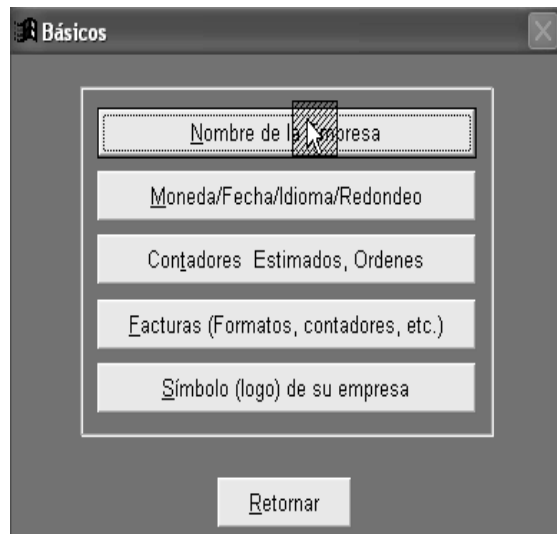 Básicos
Nombre de la Empresa
Moneda/Fecha/Idioma/Redondeo
Contadores Estimados, Ordenes
Facturas (Formatos, contadores, etc.)
Símbolo (logo) de su empresa
Retornar